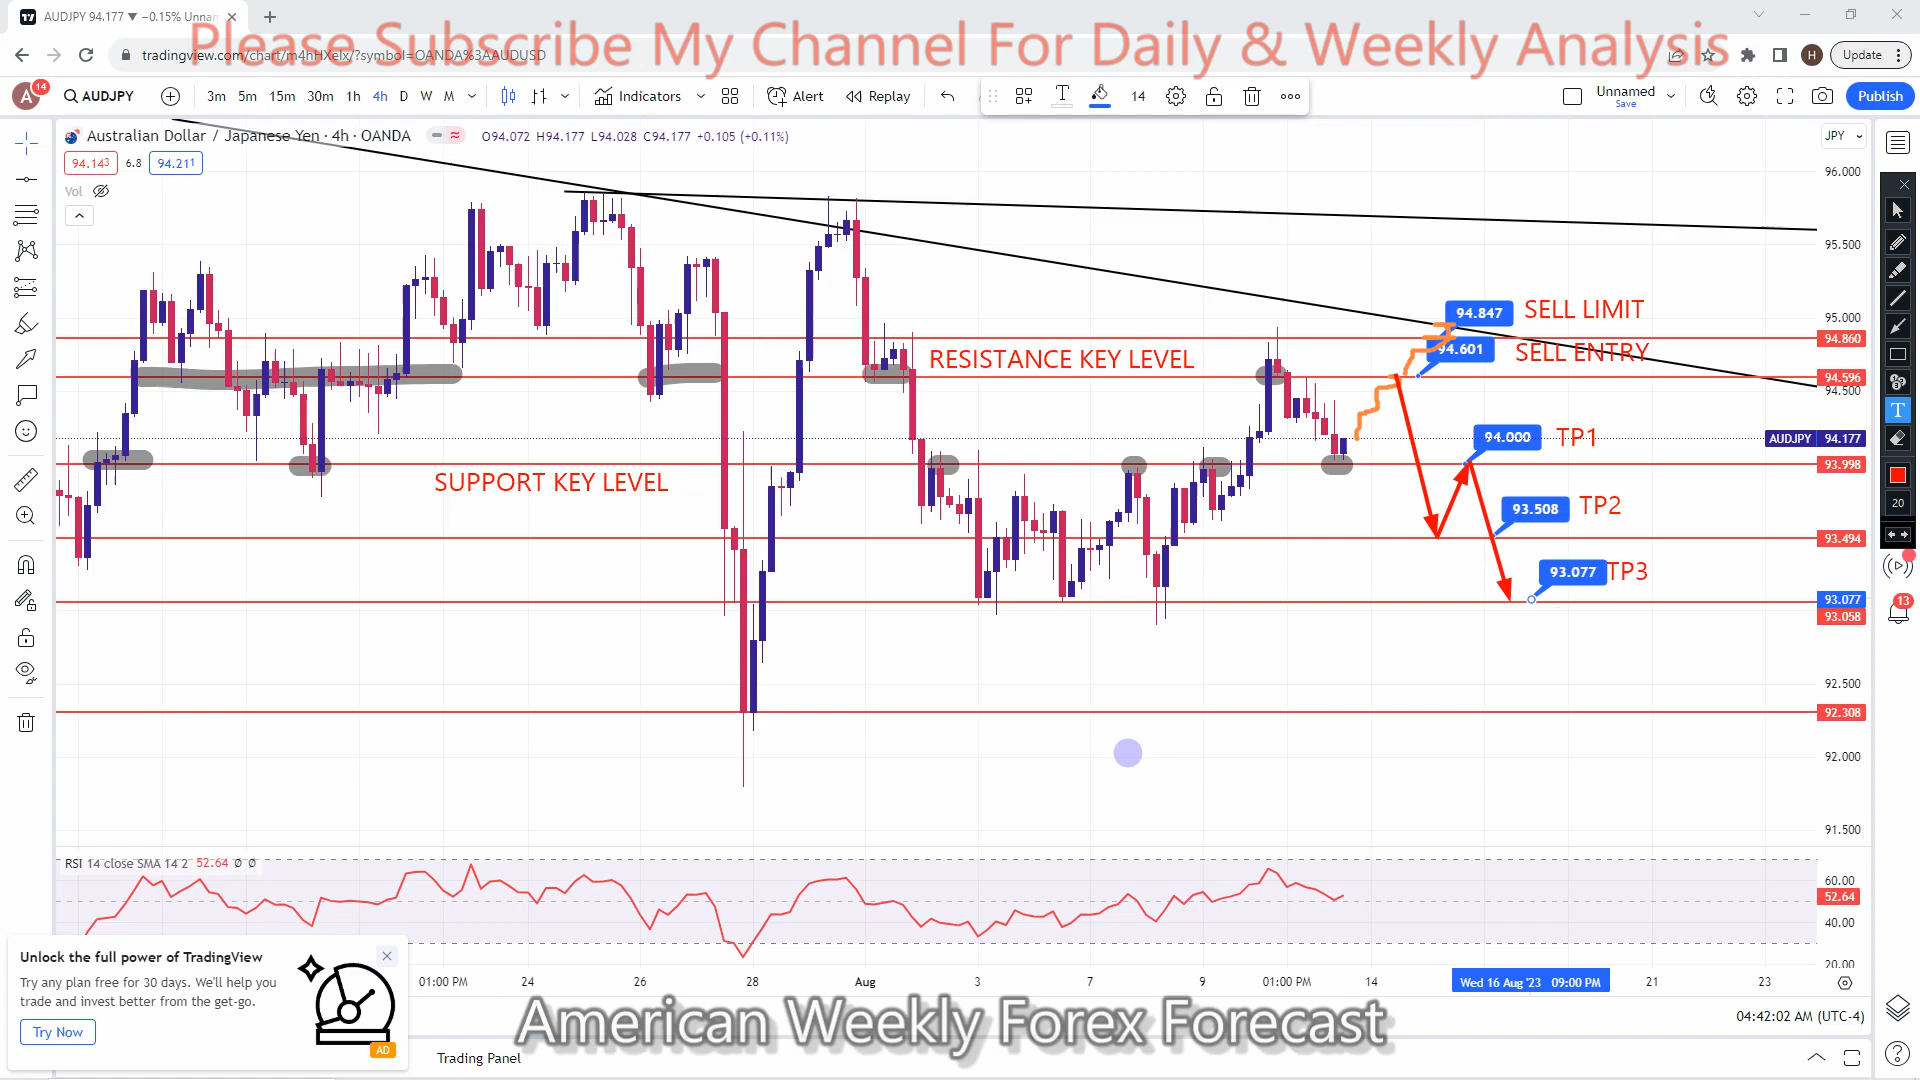 AUDJPY 94.177 ▼ −0.15% Unnam
Please Subscribe My Channel For Daily & Weekly Analysis
tradingview.com/chart/m4hHXelx/?symbol=OANDA%3AAUDUSD
H
Update
A
14
AUDJPY
3m 5m 15m 30m 1h 4h D W M
Indicators
Alert
Replay
14
Unnamed
Save
Publish
Australian Dollar / Japanese Yen · 4h · OANDA
O94.072 H94.177 L94.028 C94.177 +0.105 (+0.11%)
JPY
94.143 6.8 94.211
Vol
96.000
95.500
95.000
94.847 SELL LIMIT
94.860
94.601 SELL ENTRY
RESISTANCE KEY LEVEL
94.596
94.500
94.000 TP1
AUDJPY 94.177
93.998
SUPPORT KEY LEVEL
93.508 TP2
93.494
93.077 TP3
93.077
93.058
92.500
92.308
92.000
91.500
T
20
13
RSI 14 close SMA 14 2 52.64 Ø Ø
60.00
52.64
40.00
20.00
Unlock the full power of TradingView
Try any plan free for 30 days. We'll help you
trade and invest better from the get-go.
Try Now
AD
01:00 PM 24 26 28 Aug 3 7 9 01:00 PM 14 Wed 16 Aug '23 09:00 PM 21 23
American Weekly Forex Forecast
04:42:02 AM (UTC-4)
Trading Panel